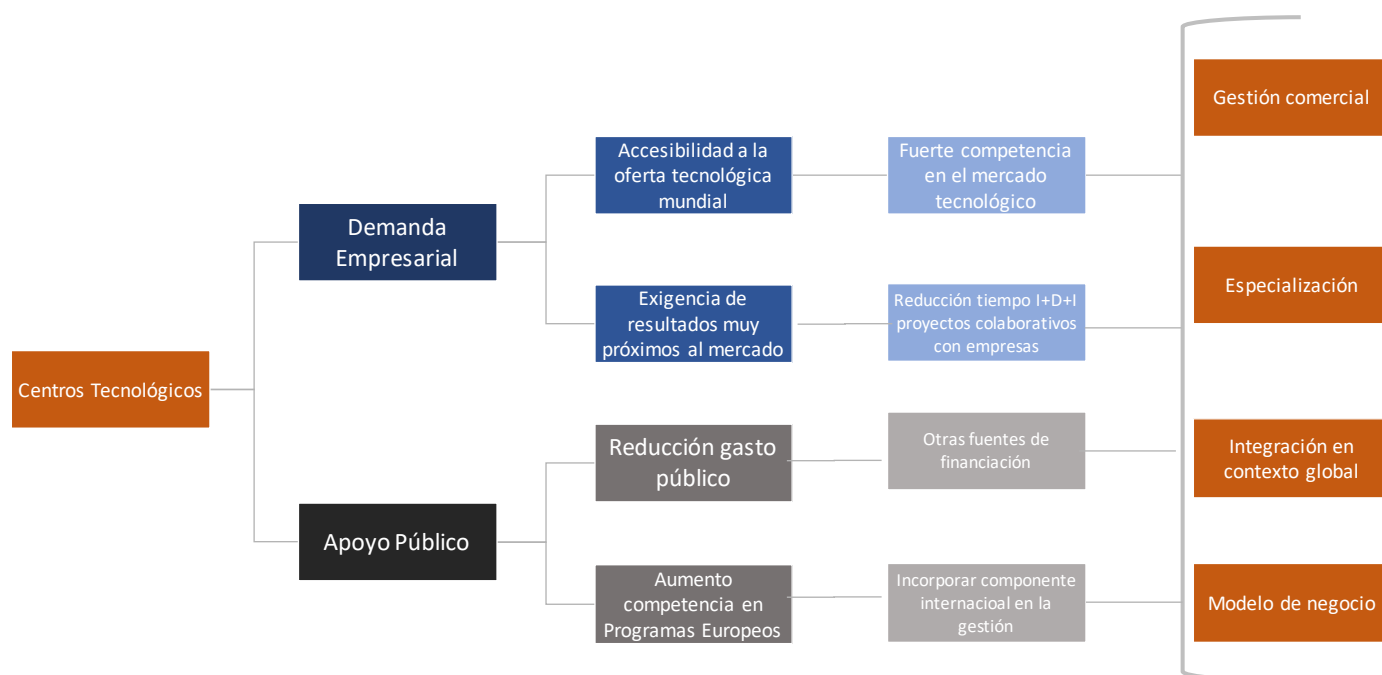 Centros Tecnológicos
Demanda
Empresarial
Apoyo Público
Accesibilidad a la
oferta tecnológica
mundial
Exigencia de
resultados muy
próximos al mercado
Reducción gasto
público
Aumento
competencia en
Programas Europeos
Fuerte competencia
en el mercado
tecnológico
Reducción tiempo I+D+I
proyectos colaborativos
con empresas
Otras fuentes de
financiación
Incorporar componente
internacioal en la
gestión
Gestión comercial
Especialización
Integración en
contexto global
Modelo de negocio